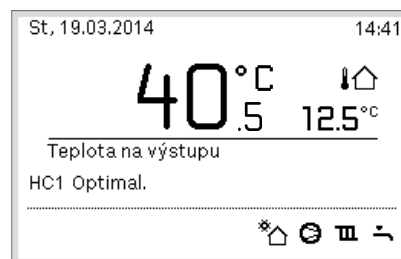 St, 19.03.2014 14:41
40.5 °C
12.5°C
Teplota na výstupu
HC1 Optimal.